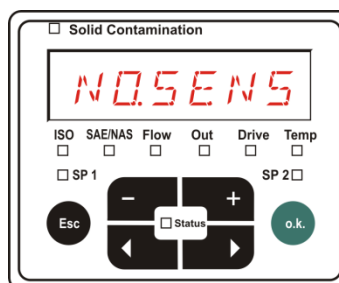 Solid Contamination
NO.SENS
ISO SAE/NAS Flow Out Drive Temp
SP 1 SP 2
- +
Esc Status o.k.